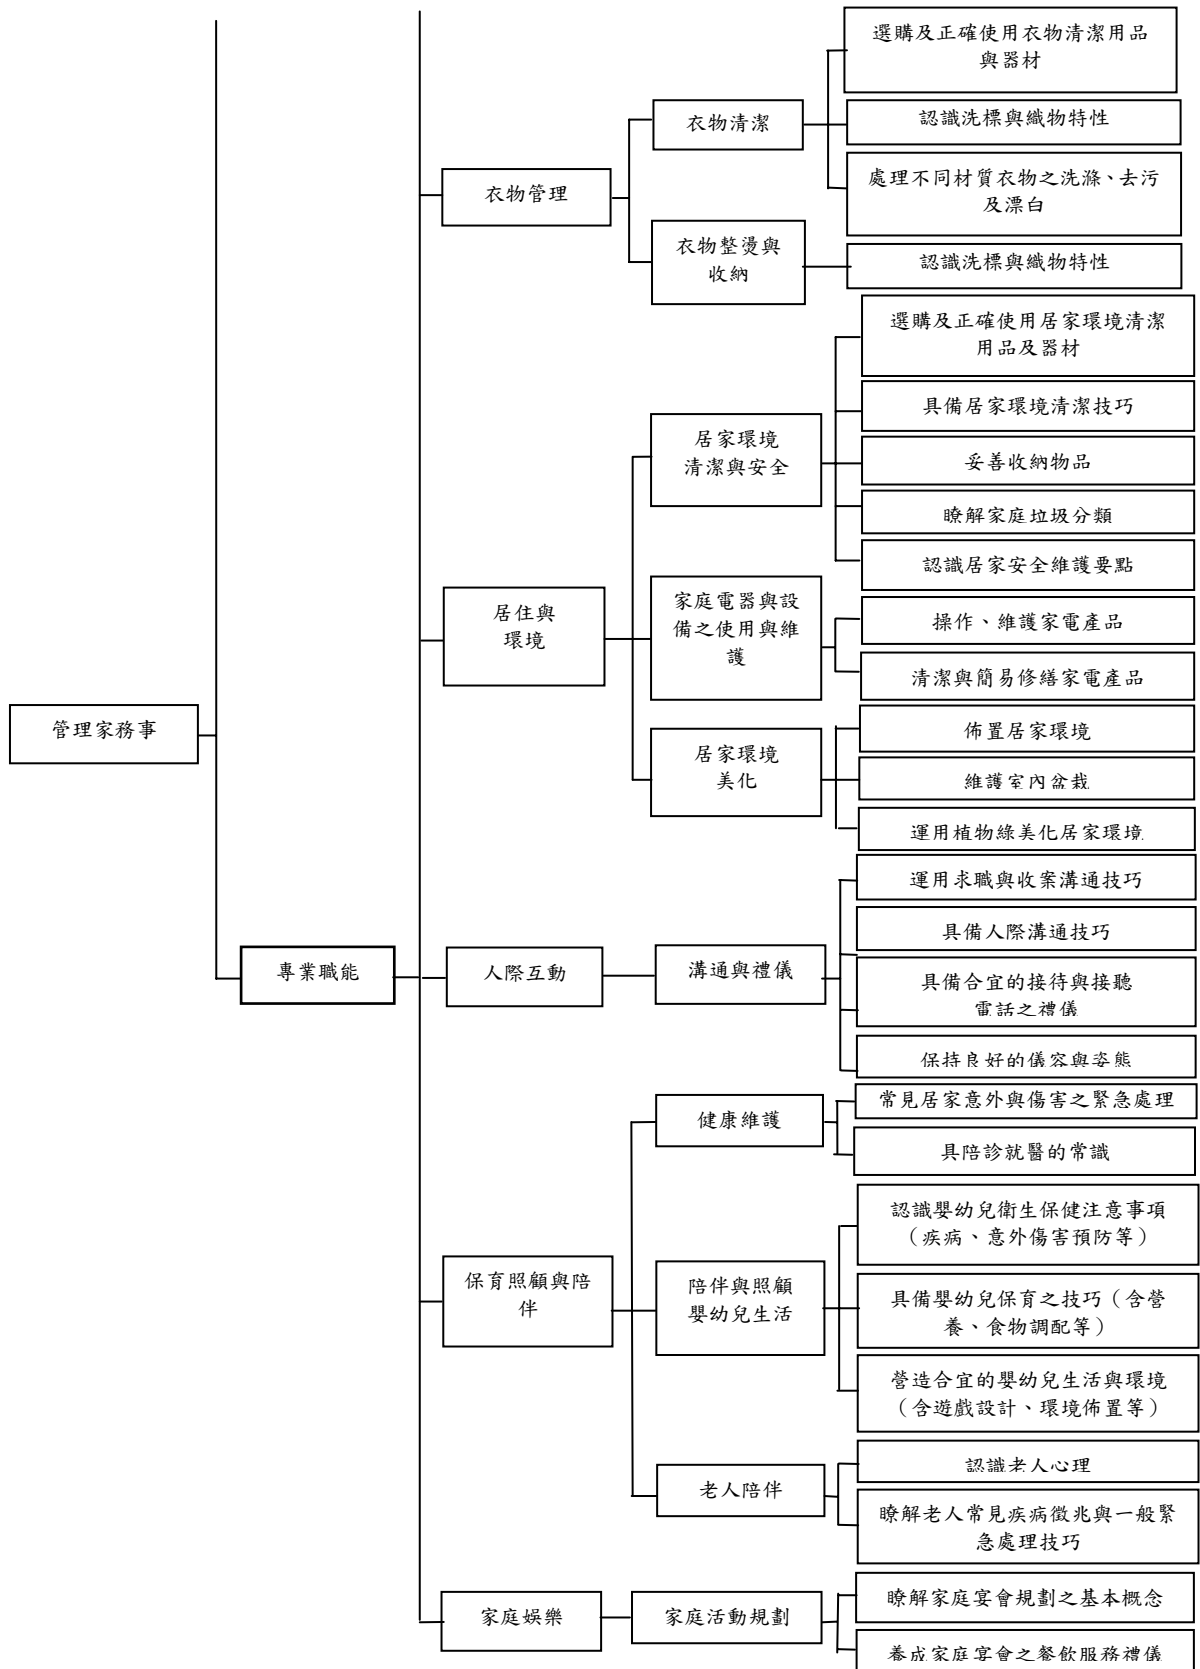 選購及正確使用衣物清潔用品
與器材
衣物清潔
認識洗標與織物特性
處理不同材質衣物之洗滌、去污
及漂白
衣物管理
衣物整燙與
收納
認識洗標與織物特性
選購及正確使用居家環境清潔
用品及器材
具備居家環境清潔技巧
居家環境
清潔與安全
妥善收納物品
瞭解家庭垃圾分類
認識居家安全維護要點
居住與
環境
家庭電器與設
備之使用與維
護
操作、維護家電產品
清潔與簡易修繕家電產品
管理家務事
居家環境
美化
佈置居家環境
維護室內盆栽
運用植物綠美化居家環境
運用求職與收案溝通技巧
具備人際溝通技巧
專業職能
人際互動
溝通與禮儀
具備合宜的接待與接聽
電話之禮儀
保持良好的儀容與姿態
健康維護
常見居家意外與傷害之緊急處理
具陪診就醫的常識
認識嬰幼兒衛生保健注意事項
（疾病、意外傷害預防等）
保育照顧與陪
伴
陪伴與照顧
嬰幼兒生活
具備嬰幼兒保育之技巧（含營
養、食物調配等）
營造合宜的嬰幼兒生活與環境
（含遊戲設計、環境佈置等）
老人陪伴
認識老人心理
瞭解老人常見疾病徵兆與一般緊
急處理技巧
家庭娛樂
家庭活動規劃
瞭解家庭宴會規劃之基本概念
養成家庭宴會之餐飲服務禮儀